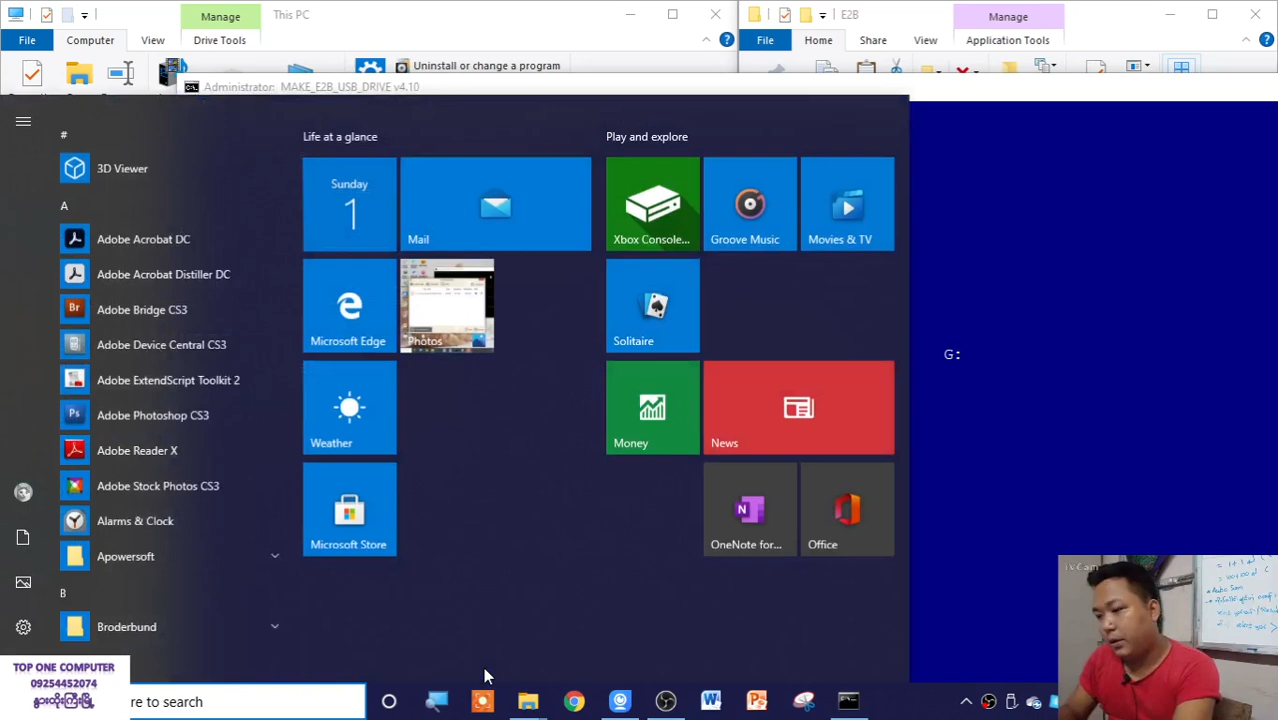 Manage
This PC
File
Computer
View
Drive Tools
Uninstall or change a program
Manage
E2B
File
Home
Share
View
Application Tools
Administrator: MAKE_E2B_USB_DRIVE v4.10
#
3D Viewer
A
Adobe Acrobat DC
Adobe Acrobat Distiller DC
Adobe Bridge CS3
Adobe Device Central CS3
Adobe ExtendScript Toolkit 2
Adobe Photoshop CS3
Adobe Reader X
Adobe Stock Photos CS3
Alarms & Clock
Apowersoft
B
Broderbund
Life at a glance
Sunday
1
Mail
Microsoft Edge
Photos
Weather
Microsoft Store
Play and explore
Xbox Console...
Groove Music
Movies & TV
Solitaire
Money
News
OneNote for...
Office
G:
TOP ONE COMPUTER
09254452074
နွားထိုးကြီးမြို့
re to search